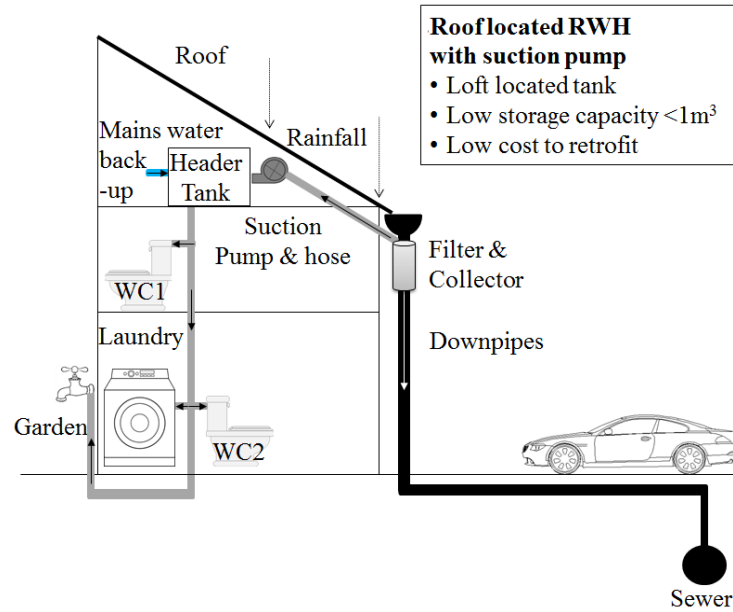 Roof located RWH
with suction pump
• Loft located tank
• Low storage capacity <1m³
• Low cost to retrofit
Roof
Rainfall
Mains water
back
-up
Header
Tank
Suction
Pump & hose
Filter &
Collector
WC1
Laundry
Downpipes
Garden
WC2
Sewer